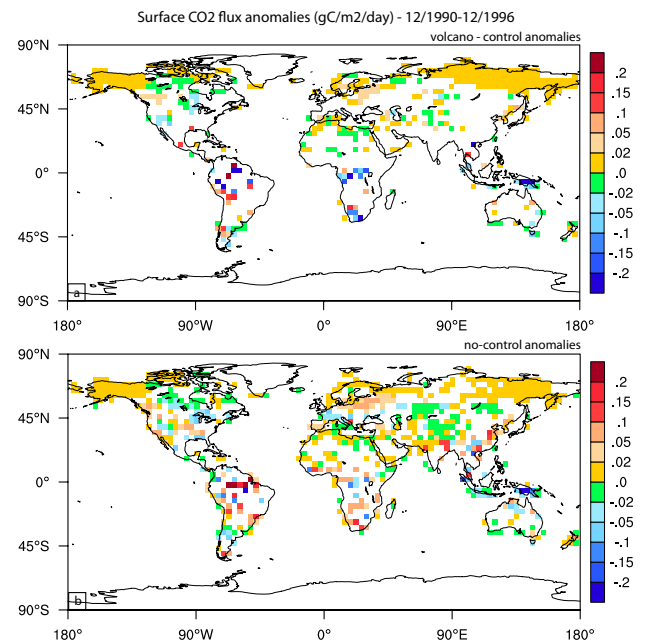 Surface CO2 flux anomalies (gC/m2/day) - 12/1990-12/1996
volcano - control anomalies
90°N
45°N
0°
45°S
90°S
a
180° 90°W 0° 90°E 180°
.2
.1
.05
.02
.0
-.02
-.05
-.1
-.15
-.2
no-control anomalies
90°N
45°N
0°
45°S
90°S
b
180° 90°W 0° 90°E 180°
.2
.15
.1
.05
.02
.0
-.02
-.05
-.1
-.2